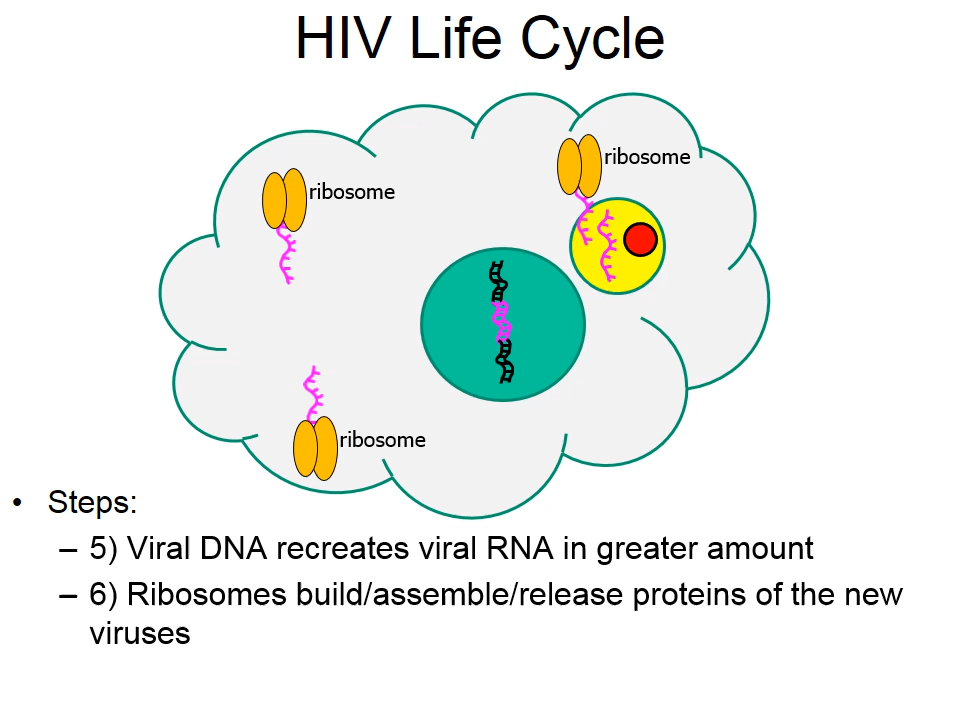 HIV Life Cycle
ribosome
ribosome
ribosome
• Steps:
– 5) Viral DNA recreates viral RNA in greater amount
– 6) Ribosomes build/assemble/release proteins of the new
viruses